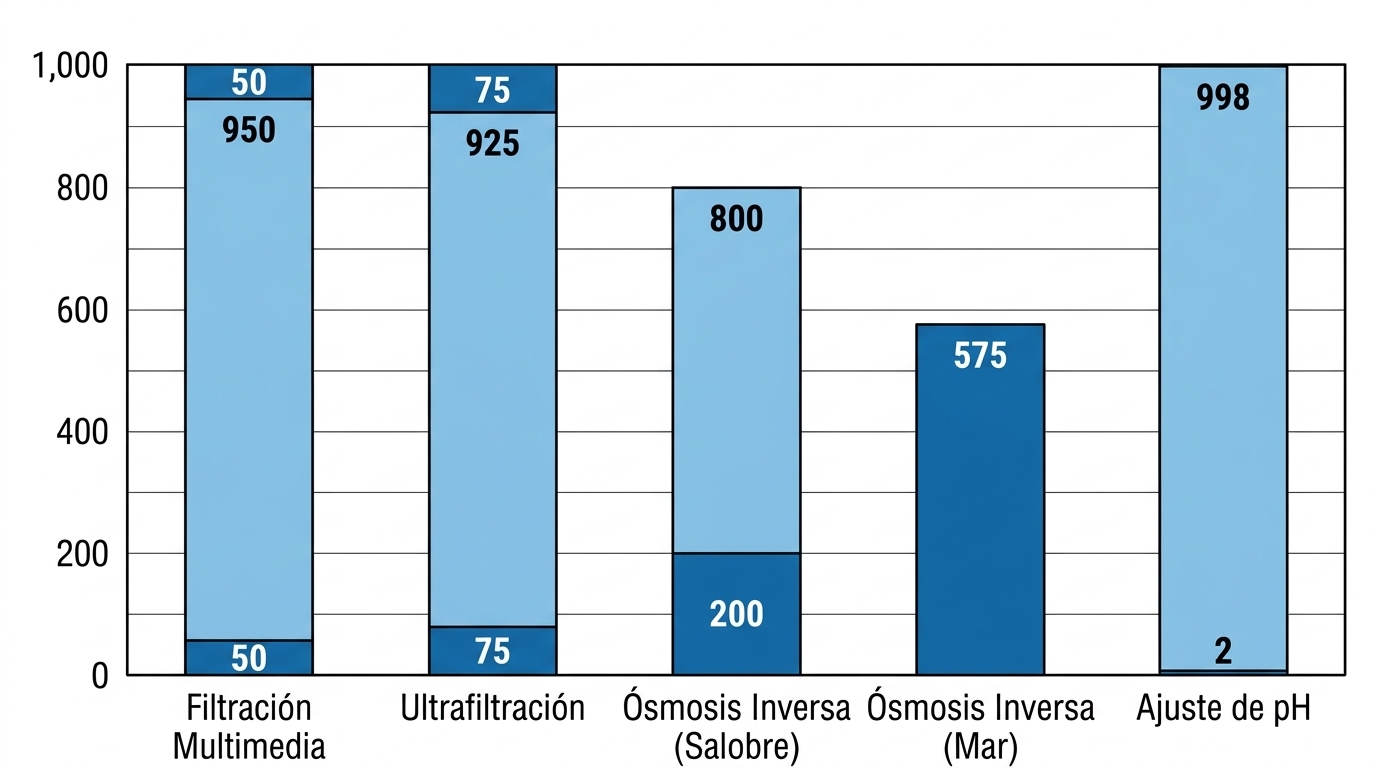 1,000
800
600
400
200
0
50
950
50
75
925
75
800
200
575
998
2
Filtración
Multimedia
Ultrafiltración
Ósmosis Inversa
(Salobre)
Ósmosis Inversa
(Mar)
Ajuste de pH